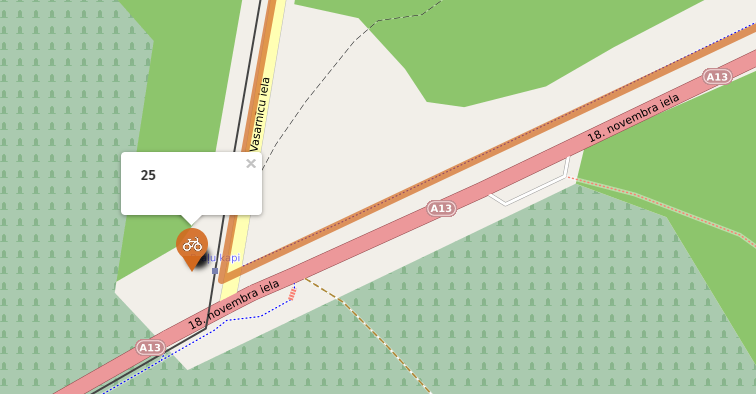 A13
18. novembra iela
Vasarnicu iela
25
×
A13
18. novembra iela
A13